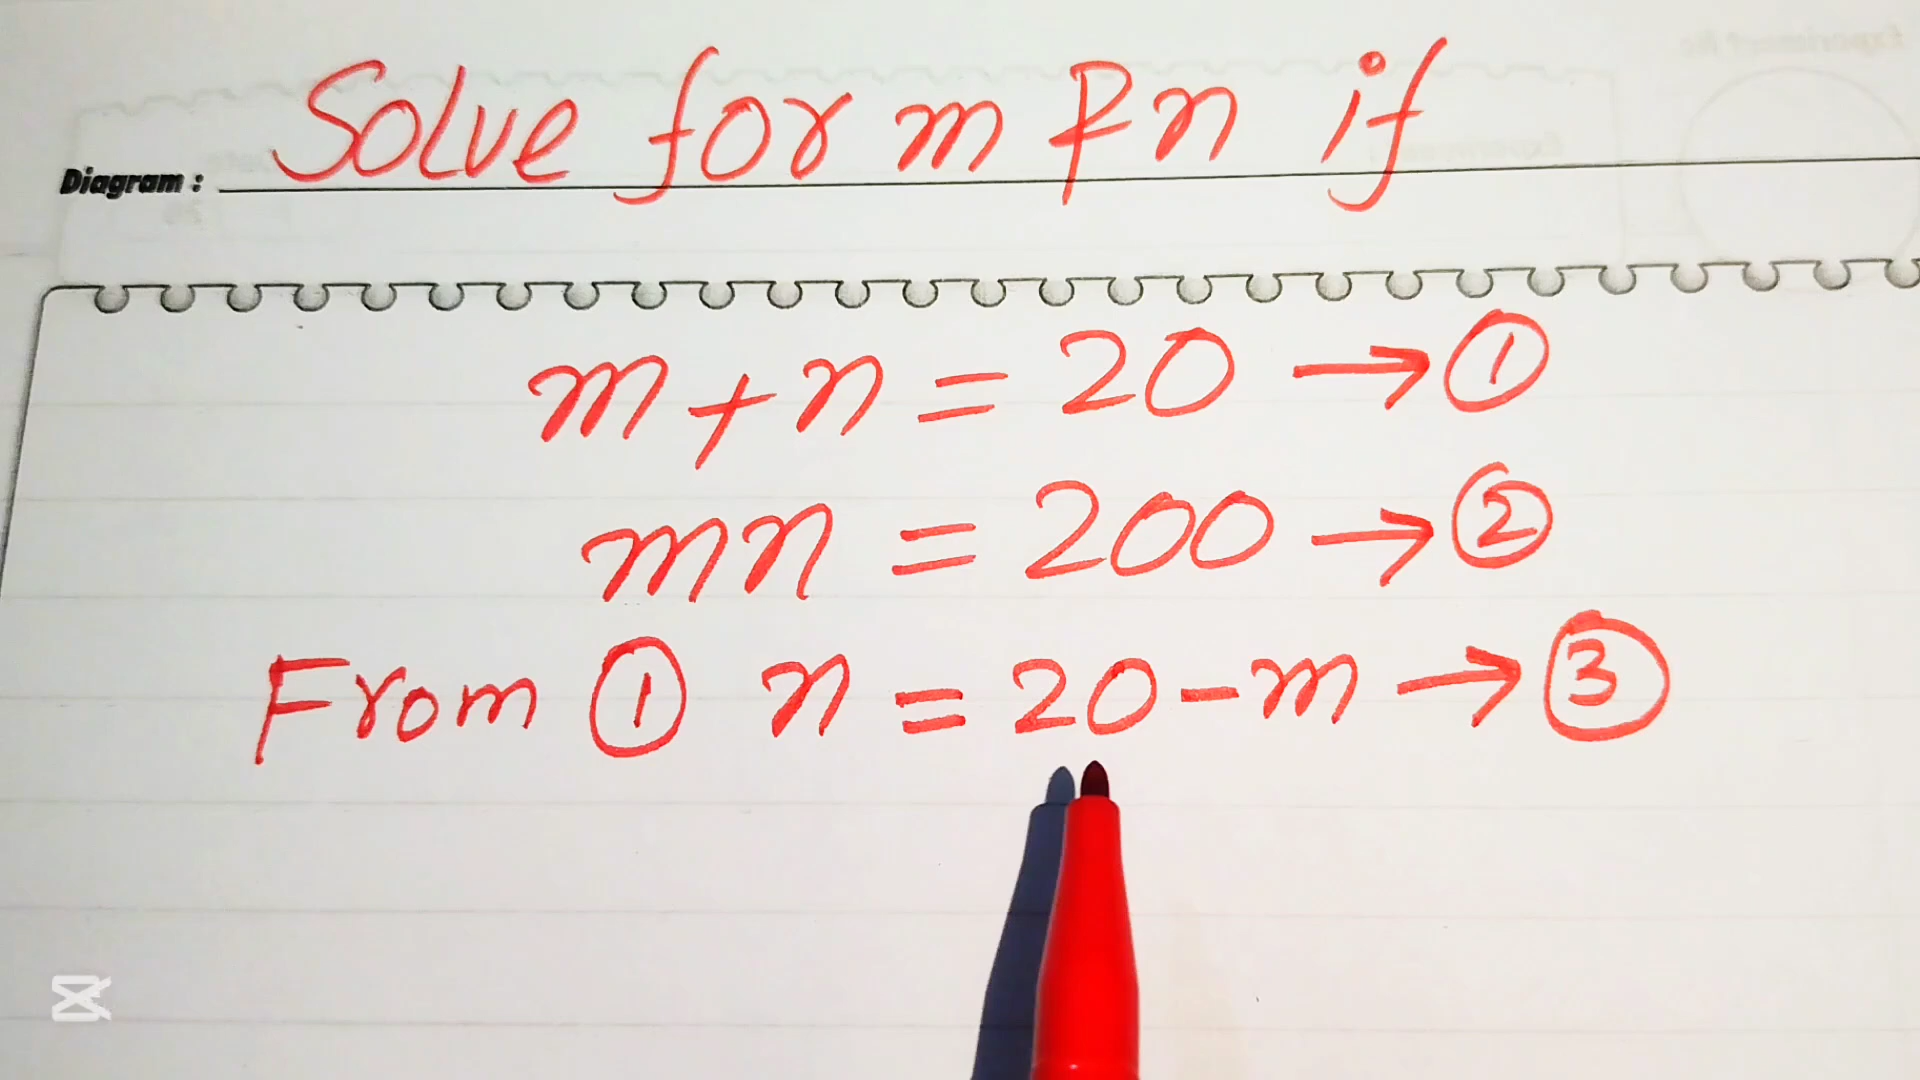 Solve for m & n if
Diagram :
m + n = 20 → ①
mn = 200 → ②
From ① n = 20 - m → ③